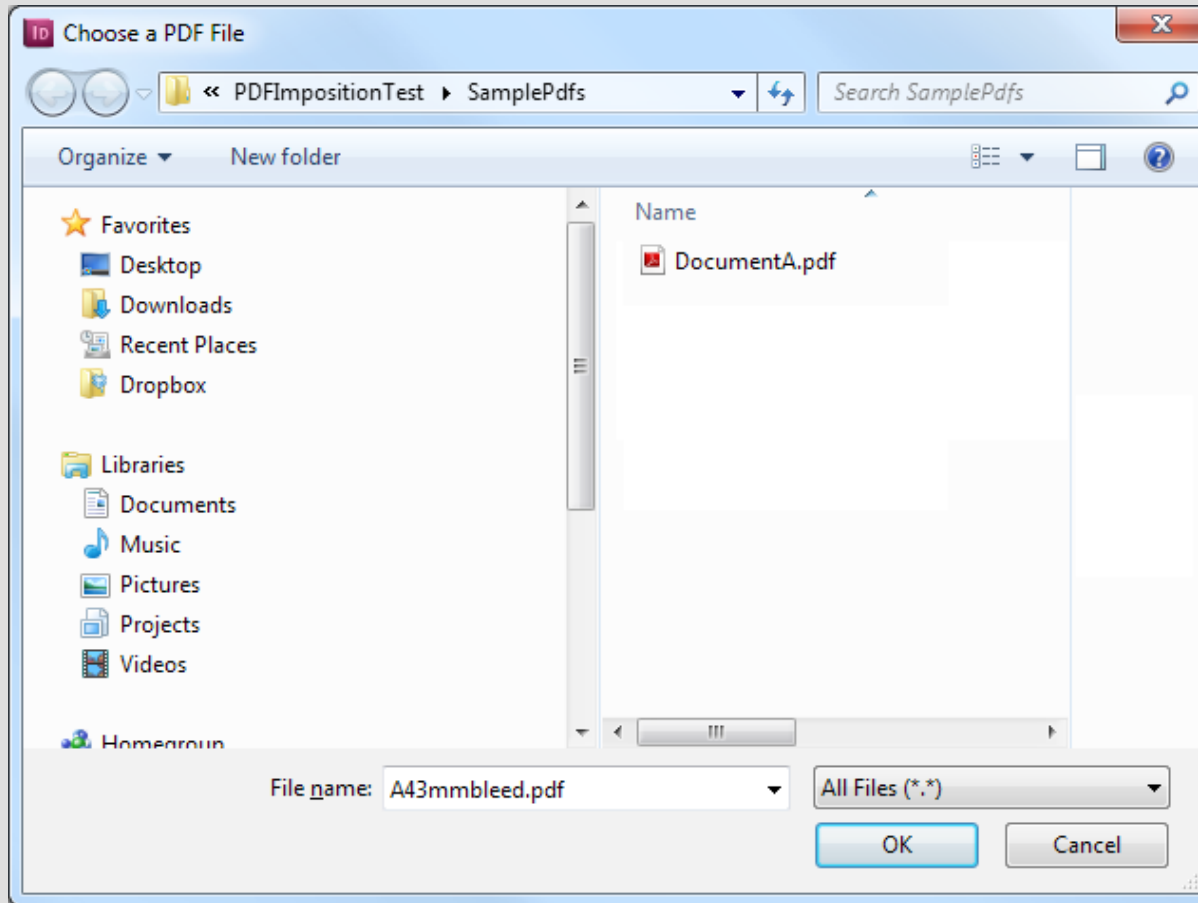 ID Choose a PDF File
« PDFImpositionTest SamplePdfs Search SamplePdfs
Organize New folder
Name
DocumentA.pdf
Favorites
Desktop
Downloads
Recent Places
Dropbox
Libraries
Documents
Music
Pictures
Projects
Videos
Homegroup
File name: A43mmbleed.pdf All Files (*.*)
OK Cancel